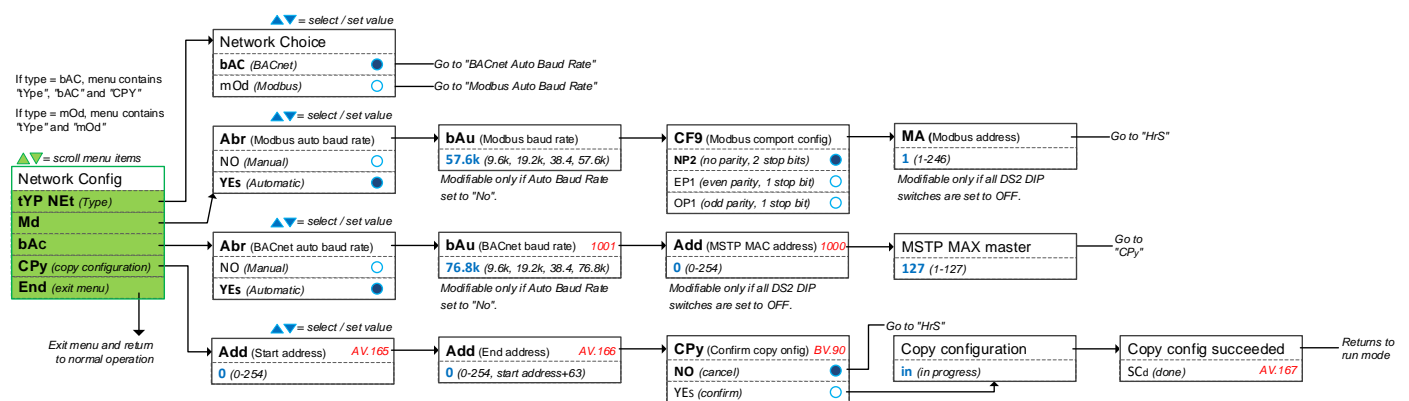 = select / set value
Network Choice
bAC (BACnet)
Go to "BACnet Auto Baud Rate"
mOd (Modbus)
Go to "Modbus Auto Baud Rate"
If type = bAC, menu contains
"tYpe", "bAC" and "CPY"
If type = mOd, menu contains
"tYpe" and "mOd"
= scroll menu items
Network Config
tYP NEt (Type)
Md
bAc
CPy (copy configuration)
End (exit menu)
Exit menu and return
to normal operation
= select / set value
Abr (Modbus auto baud rate)
NO (Manual)
YEs (Automatic)
bAu (Modbus baud rate)
57.6k (9.6k, 19.2k, 38.4, 57.6k)
Modifiable only if Auto Baud Rate
set to "No".
CF9 (Modbus comport config)
NP2 (no parity, 2 stop bits)
EP1 (even parity, 1 stop bit)
OP1 (odd parity, 1 stop bit)
MA (Modbus address)
1 (1-246)
Modifiable only if all DS2 DIP
switches are set to OFF.
Go to "HrS"
= select / set value
Abr (BACnet auto baud rate)
NO (Manual)
YEs (Automatic)
bAu (BACnet baud rate) 1001
76.8k (9.6k, 19.2k, 38.4, 76.8k)
Modifiable only if Auto Baud Rate
set to "No".
Add (MSTP MAC address) 1000
0 (0-254)
Modifiable only if all DS2 DIP
switches are set to OFF.
MSTP MAX master
127 (1-127)
Go to
"CPy"
= select / set value
Add (Start address) AV.165
0 (0-254)
Add (End address) AV.166
0 (0-254, start address+63)
CPy (Confirm copy onfig) BV.90
NO (cancel)
YEs (confirm)
Go to "HrS"
Copy configuration
in (in progress)
Copy config succeeded
SCd (done) AV.167
Returns to
run mode